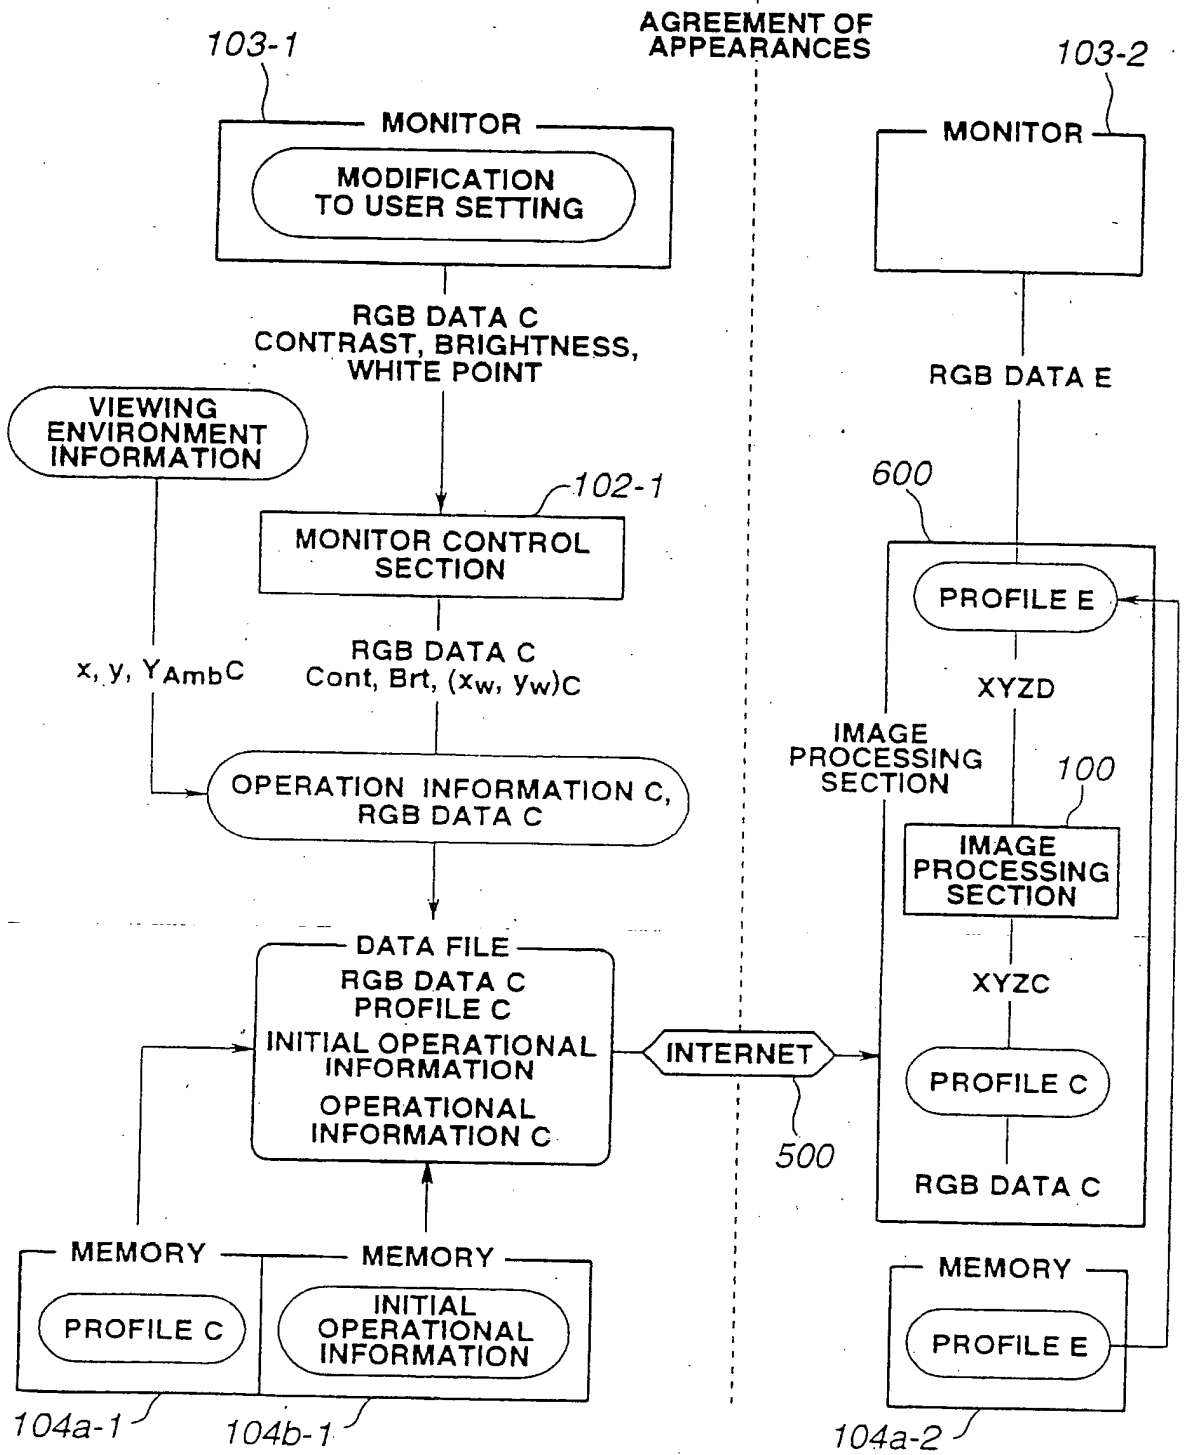 AGREEMENT OF
APPEARANCES
103-1
MONITOR
MODIFICATION
TO USER SETTING
RGB DATA C
CONTRAST, BRIGHTNESS,
WHITE POINT
VIEWING
ENVIRONMENT
INFORMATION
102-1
MONITOR CONTROL
SECTION
x, y, YAmbC
RGB DATA C
Cont, Brt, (xw, yw)C
OPERATION INFORMATION C,
RGB DATA C
DATA FILE
RGB DATA C
PROFILE C
INITIAL OPERATIONAL
INFORMATION
OPERATIONAL
INFORMATION C
MEMORY
PROFILE C
104a-1
MEMORY
INITIAL
OPERATIONAL
INFORMATION
104b-1
INTERNET
500
103-2
MONITOR
RGB DATA E
600
PROFILE E
XYZD
IMAGE
PROCESSING
SECTION
100
IMAGE
PROCESSING
SECTION
XYZC
PROFILE C
RGB DATA C
MEMORY
PROFILE E
104a-2